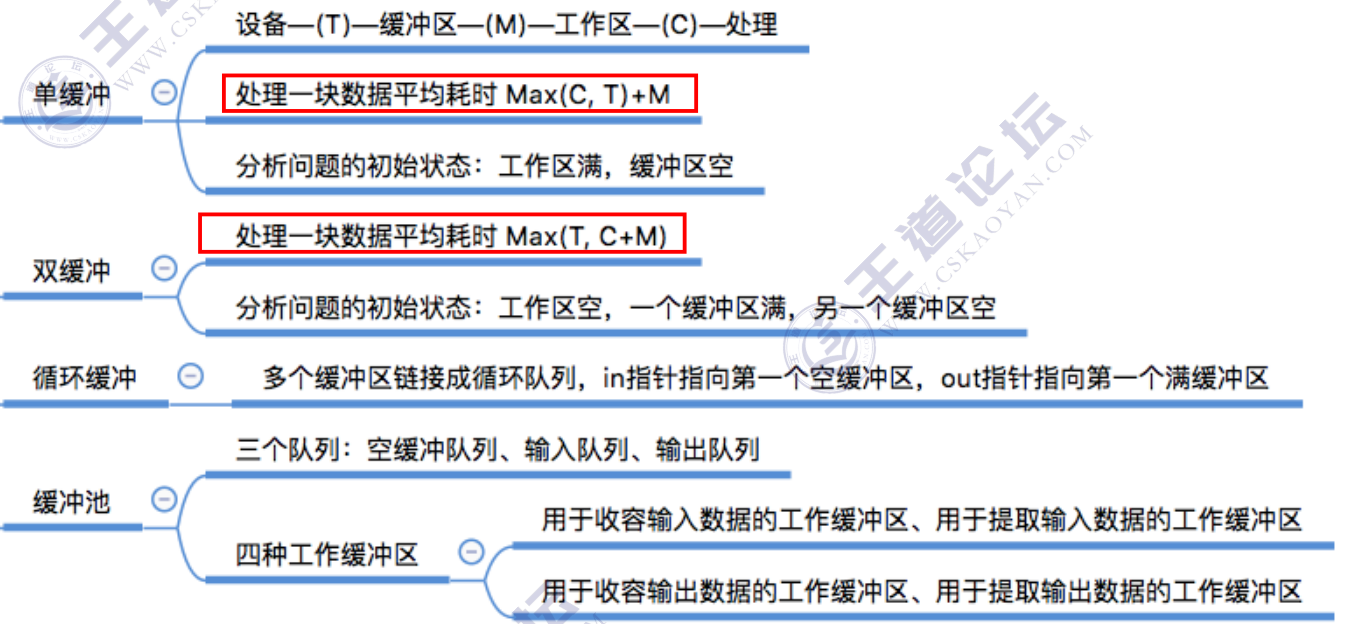 设备—(T)—缓冲区—(M)—工作区—(C)—处理
单缓冲
处理一块数据平均耗时 Max(C, T)+M
分析问题的初始状态：工作区满，缓冲区空
双缓冲
处理一块数据平均耗时 Max(T, C+M)
分析问题的初始状态：工作区空，一个缓冲区满，另一个缓冲区空
循环缓冲
多个缓冲区链接成循环队列，in指针指向第一个空缓冲区，out指针指向第一个满缓冲区
缓冲池
三个队列：空缓冲队列、输入队列、输出队列
四种工作缓冲区
用于收容输入数据的工作缓冲区、用于提取输入数据的工作缓冲区
用于收容输出数据的工作缓冲区、用于提取输出数据的工作缓冲区
王道论坛
WWW.CSKAOYAN.COM